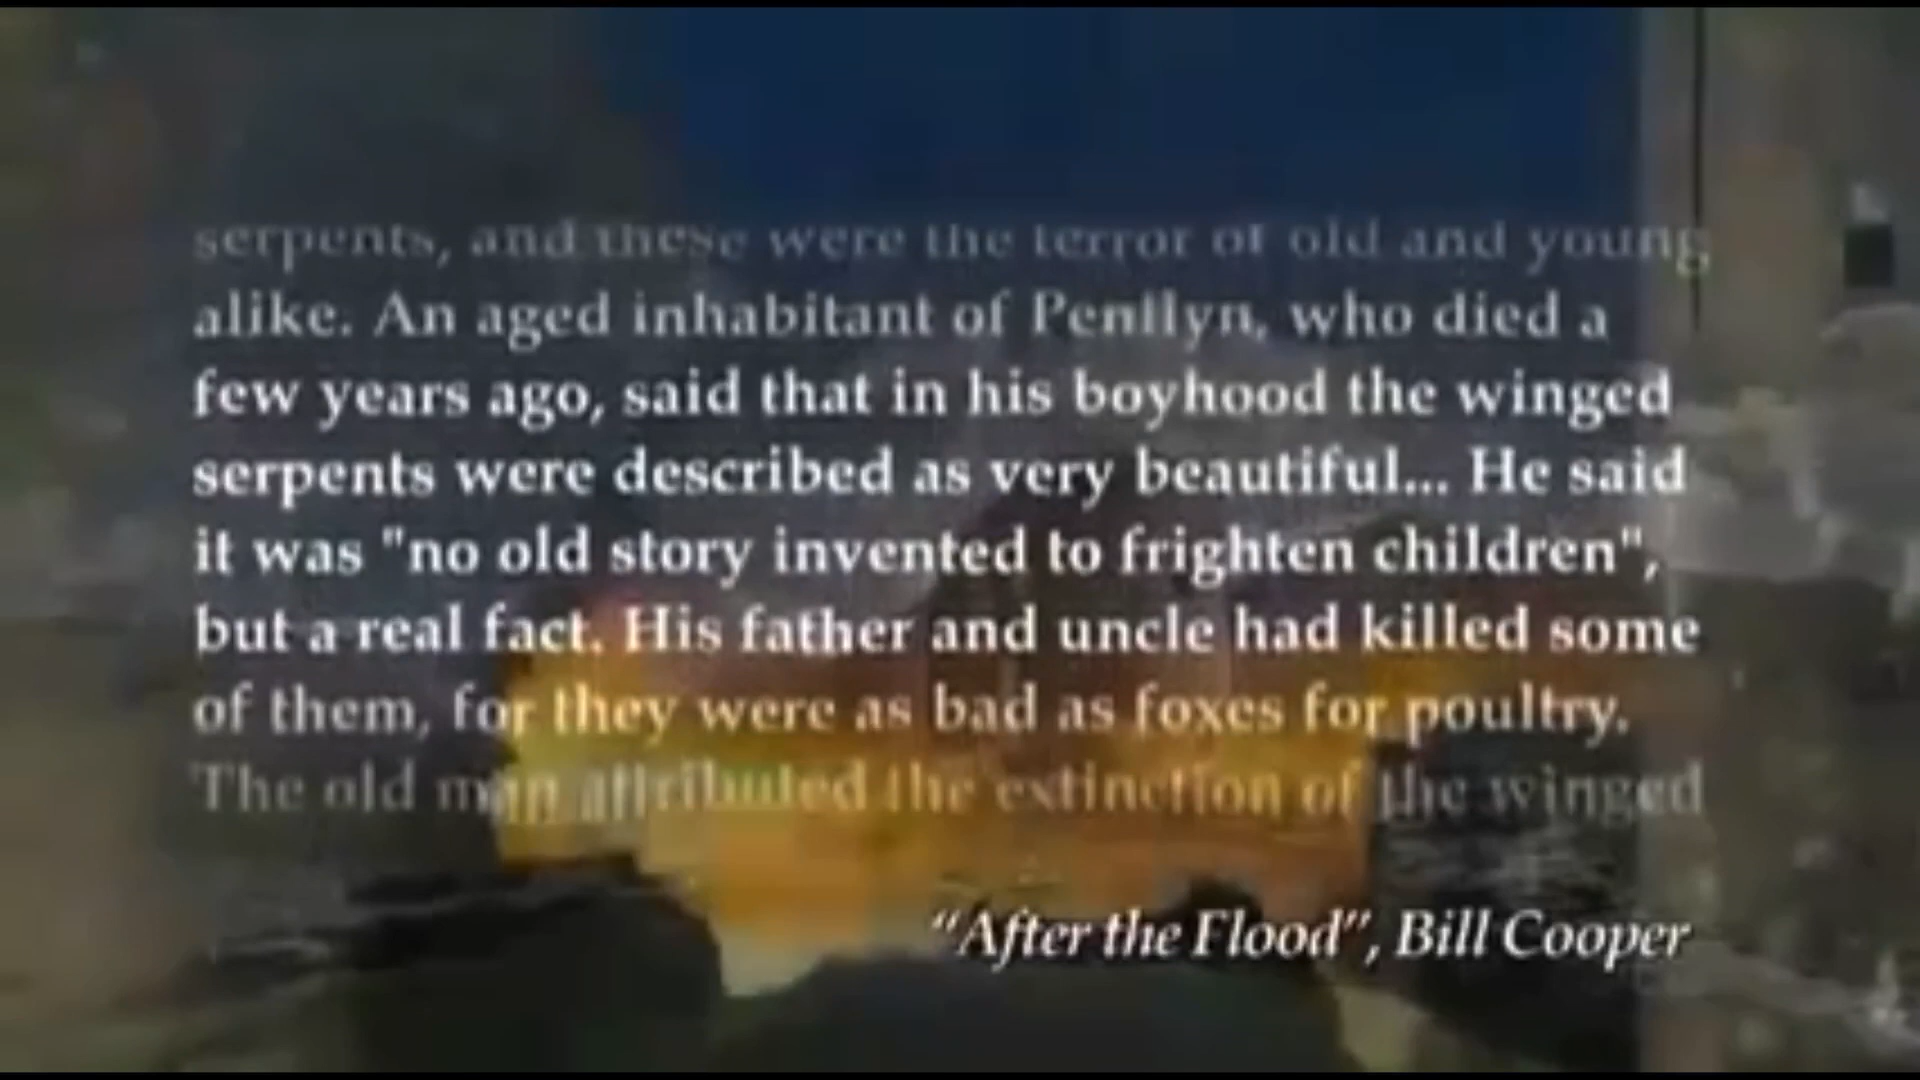 serpents, and these were the terror of old and young
alike. An aged inhabitant of Penllyn, who died a
few years ago, said that in his boyhood the winged
serpents were described as very beautiful... He said
it was "no old story invented to frighten children",
but a real fact. His father and uncle had killed some
of them, for they were as bad as foxes for poultry.
The old man attributed the extinction of the winged
“After the Flood”, Bill Cooper